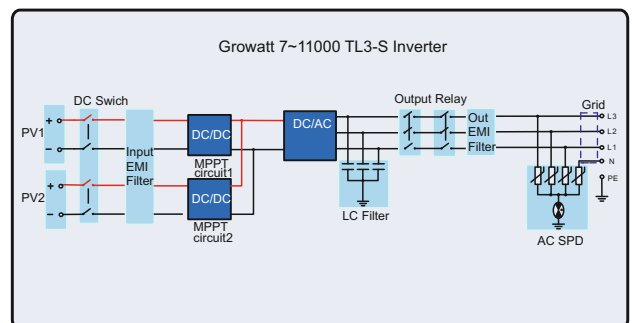 Growatt 7~11000 TL3-S Inverter
DC Swich
Output Relay
Grid
PV1
+
−
PV2
+
−
Input
EMI
Filter
DC/DC
MPPT
circuit1
DC/DC
MPPT
circuit2
DC/AC
LC Filter
Out
EMI
Filter
L3
L2
L1
N
PE
AC SPD